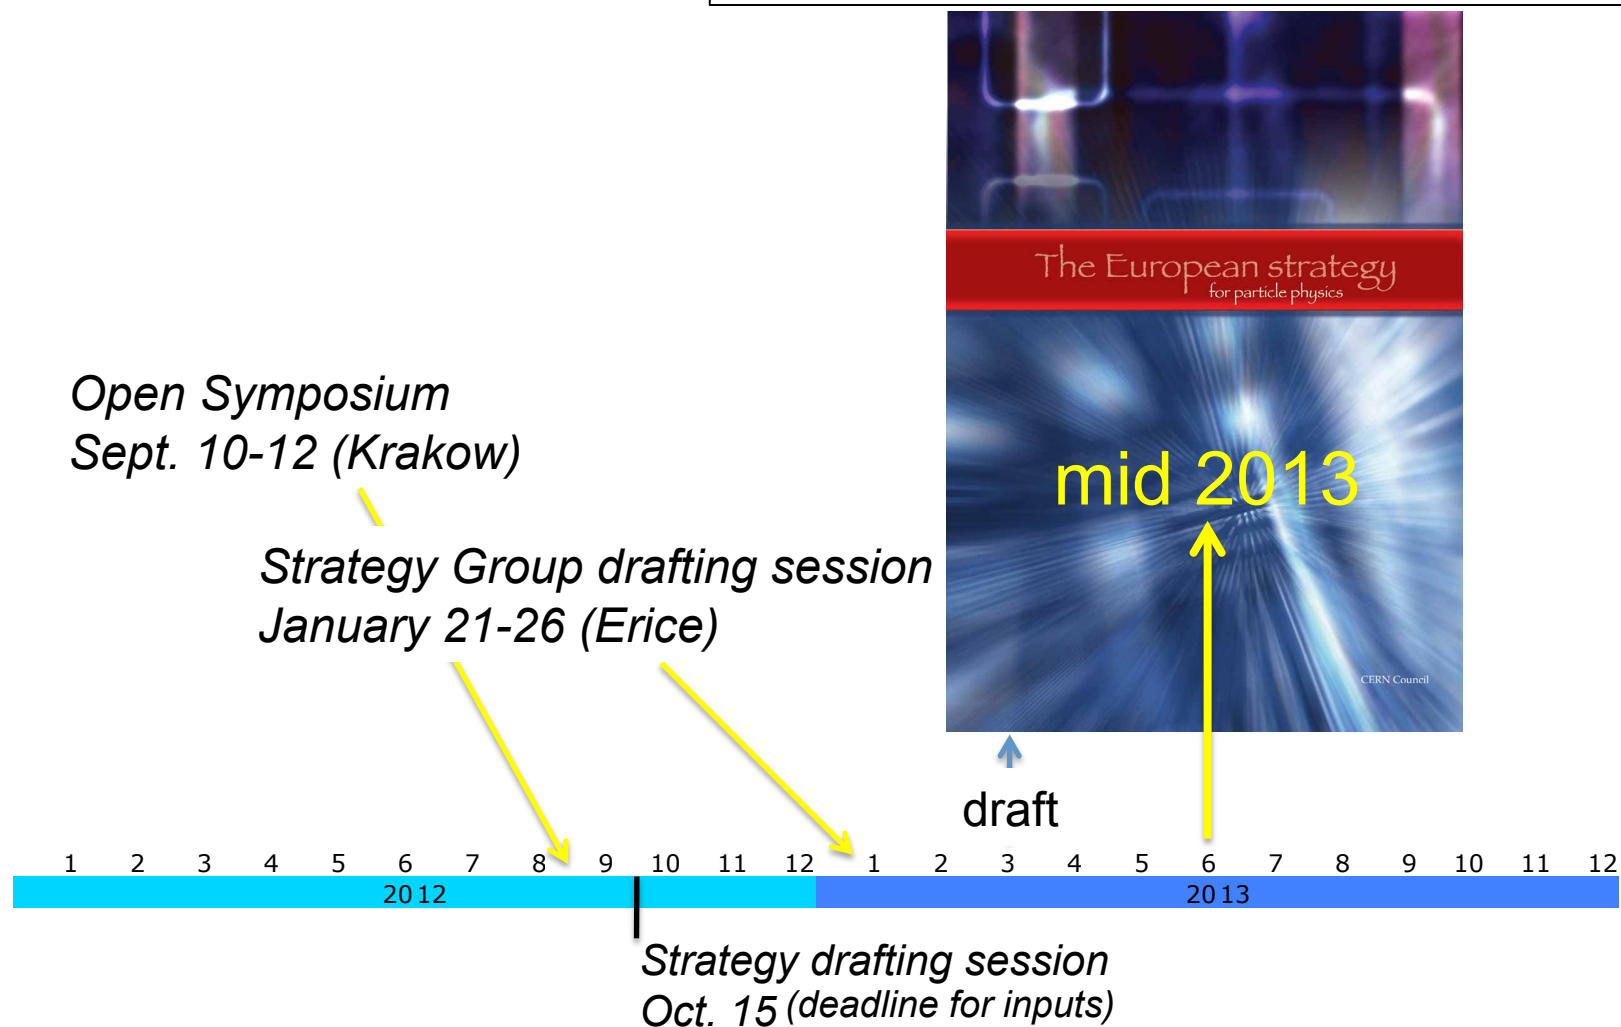 The European strategy
for particle physics
Open Symposium
Sept. 10-12 (Krakow)
mid 2013
Strategy Group drafting session
January 21-26 (Erice)
CERN Council
draft
1 2 3 4 5 6 7 8 9 10 11 12 1 2 3 4 5 6 7 8 9 10 11 12
2012 2013
Strategy drafting session
Oct. 15 (deadline for inputs)